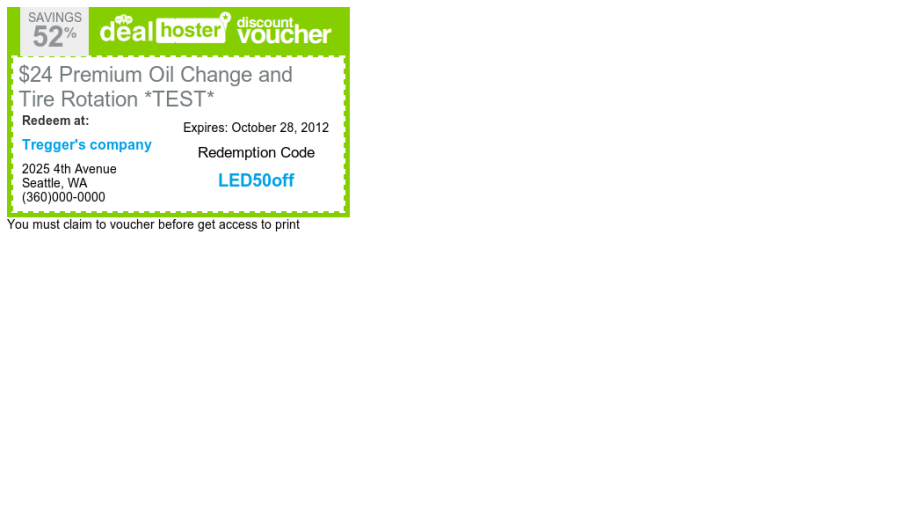 SAVINGS
52%
deal hoster discount
voucher
$24 Premium Oil Change and
Tire Rotation *TEST*
Redeem at:
Tregger's company
2025 4th Avenue
Seattle, WA
(360)000-0000
Expires: October 28, 2012
Redemption Code
LED50off
You must claim to voucher before get access to print